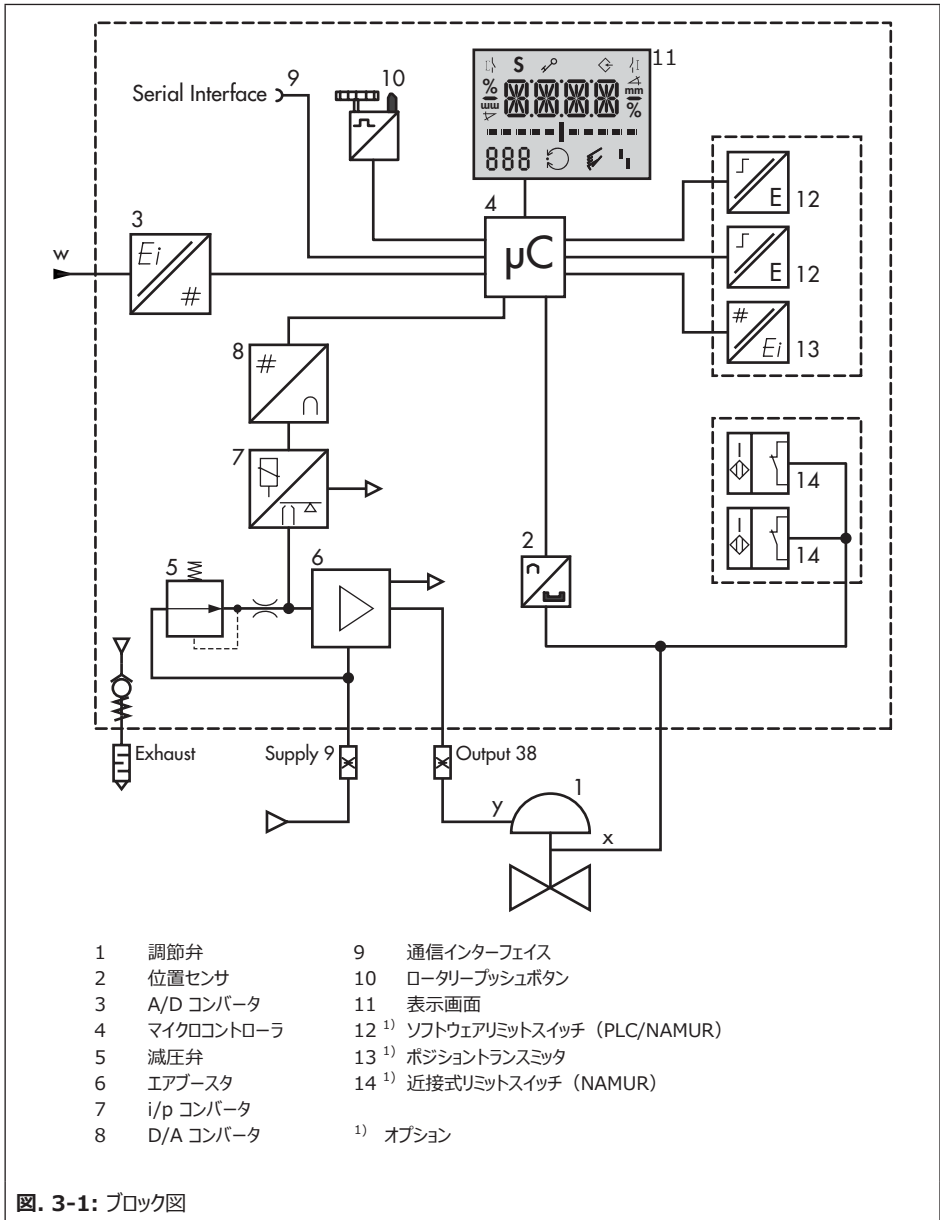 11
S
%
mm
mm
%
888
Serial Interface
9
10
4
µC
12
E
12
E
13
#
Ei
3
Ei
#
w
8
#
7
14
14
2
5
6
Exhaust
Supply 9
Output 38
1
y
x
1 調節弁
2 位置センサ
3 A/D コンバータ
4 マイクロコントローラ
5 減圧弁
6 エアブースタ
7 i/p コンバータ
8 D/A コンバータ
9 通信インターフェイス
10 ロータリープッシュボタン
11 表示画面
12 1) ソフトウェアリミットスイッチ（PLC/NAMUR）
13 1) ポジショントランスミッタ
14 1) 近接式リミットスイッチ（NAMUR）
1) オプション
図. 3-1: ブロック図